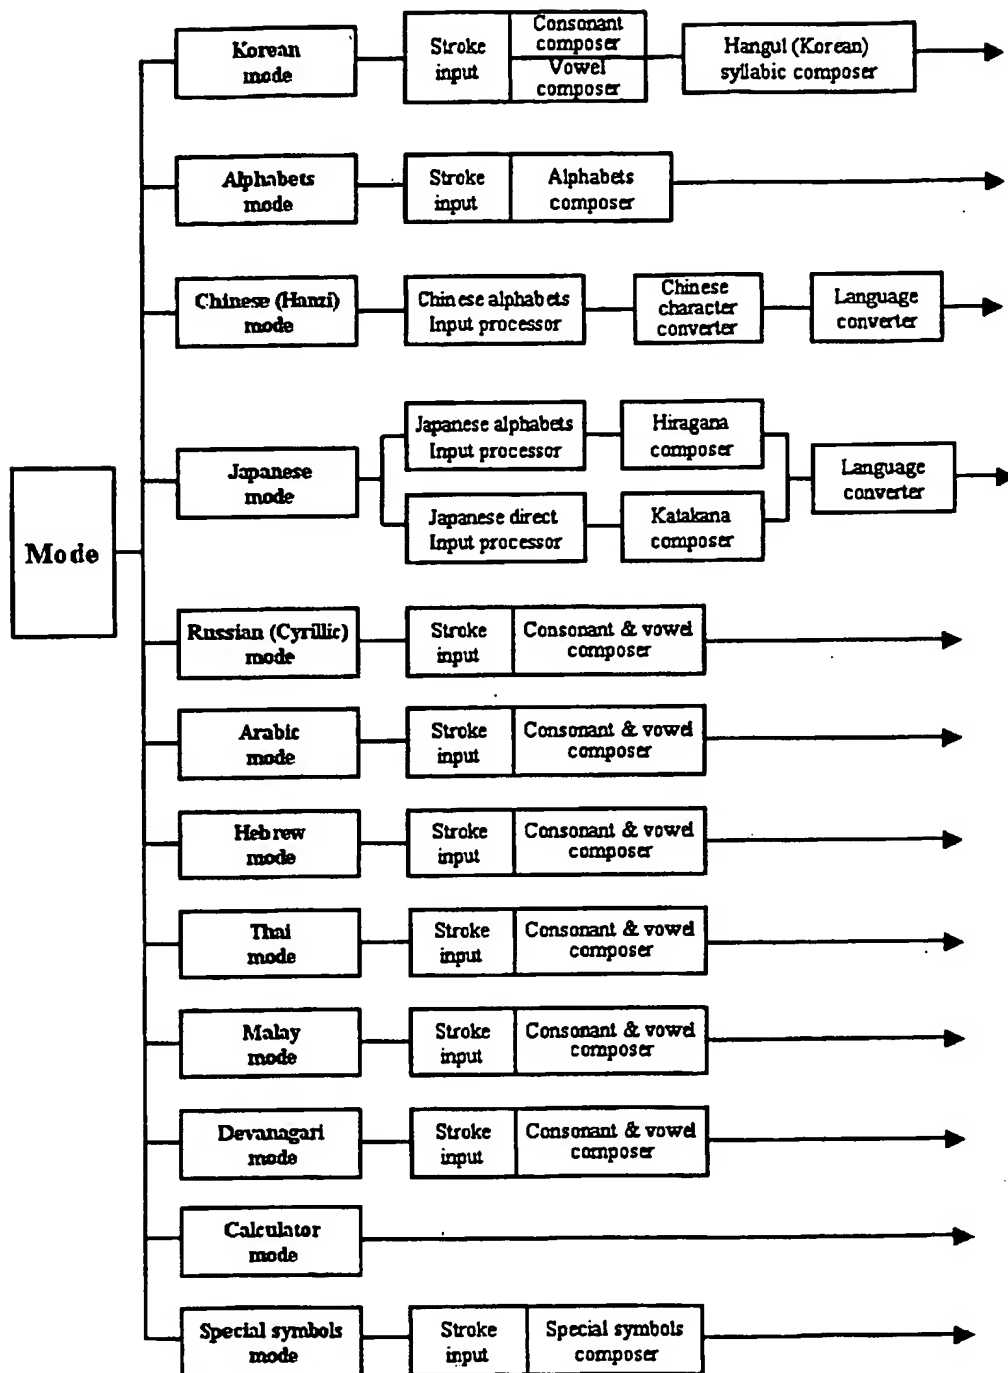 Korean
mode
Stroke
input
Consonant
composer
Vowel
composer
Hangul (Korean)
syllabic composer
Alphabets
mode
Stroke
input
Alphabets
composer
Chinese (Hanzi)
mode
Chinese alphabets
Input processor
Chinese
character
converter
Language
converter
Mode
Japanese
mode
Japanese alphabets
Input processor
Hiragana
composer
Japanese direct
Input processor
Katakana
composer
Language
converter
Russian (Cyrillic)
mode
Stroke
input
Consonant & vowel
composer
Arabic
mode
Stroke
input
Consonant & vowel
composer
Hebrew
mode
Stroke
input
Consonant & vowel
composer
Thai
mode
Stroke
input
Consonant & vowel
composer
Malay
mode
Stroke
input
Consonant & vowel
composer
Devanagari
mode
Stroke
input
Consonant & vowel
composer
Calculator
mode
Special symbols
mode
Stroke
input
Special symbols
composer